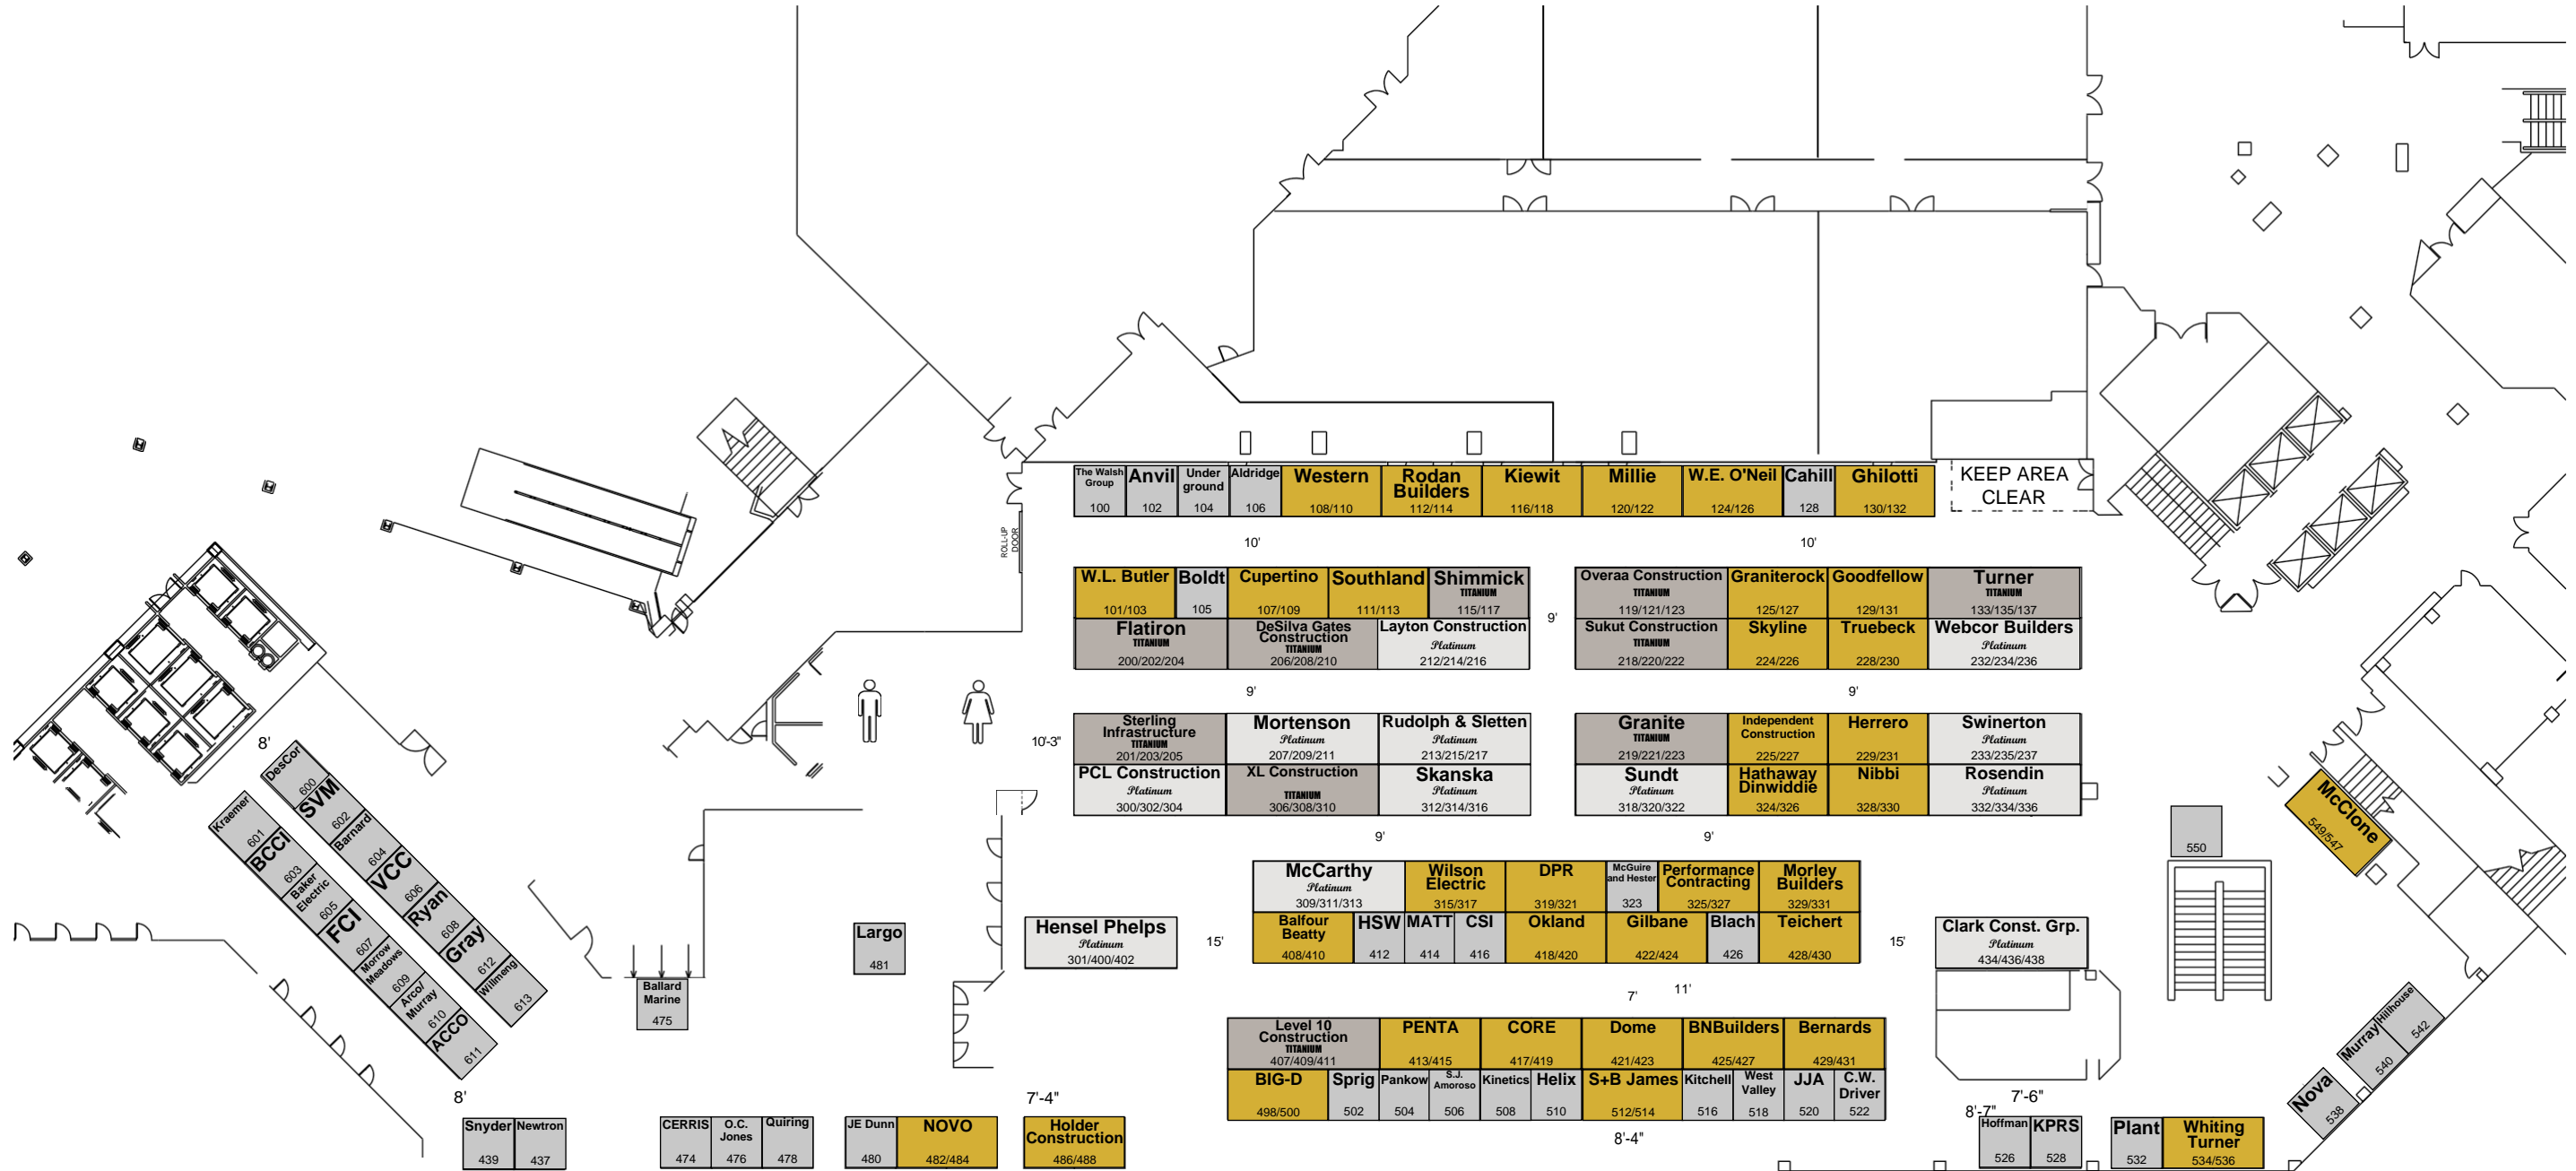 The Walsh
Group
100
Anvil
102
Under
ground
104
Aldridge
106
Western
108/110
Rodan
Builders
112/114
Kiewit
116/118
Millie
120/122
W.E. O'Neil
124/126
Cahill
128
Ghilotti
130/132
KEEP AREA
CLEAR
ROLL-UP
DOOR
10'
10'
W.L. Butler
101/103
Boldt
105
Cupertino
107/109
Southland
111/113
Shimmick
TITANIUM
115/117
9'
Overaa Construction
TITANIUM
119/121/123
Graniterock
125/127
Goodfellow
129/131
Turner
TITANIUM
133/135/137
Flatiron
TITANIUM
200/202/204
DeSilva Gates
Construction
TITANIUM
206/208/210
Layton Construction
Platinum
212/214/216
Sukut Construction
TITANIUM
218/220/222
Skyline
224/226
Truebeck
228/230
Webcor Builders
Platinum
232/234/236
9'
9'
10'-3"
Sterling
Infrastructure
TITANIUM
201/203/205
Mortenson
Platinum
207/209/211
Rudolph & Sletten
Platinum
213/215/217
Granite
TITANIUM
219/221/223
Independent
Construction
225/227
Herrero
229/231
Swinerton
Platinum
233/235/237
PCL Construction
Platinum
300/302/304
XL Construction
TITANIUM
306/308/310
Skanska
Platinum
312/314/316
Sundt
Platinum
318/320/322
Hathaway
Dinwiddie
324/326
Nibbi
328/330
Rosendin
Platinum
332/334/336
9'
9'
McCarthy
Platinum
309/311/313
Wilson
Electric
315/317
DPR
319/321
McGuire
and Hester
323
Performance
Contracting
325/327
Morley
Builders
329/331
Balfour
Beatty
408/410
HSW
412
MATT
414
CSI
416
Okland
418/420
Gilbane
422/424
Blach
426
Teichert
428/430
Hensel Phelps
Platinum
301/400/402
15'
15'
Clark Const. Grp.
Platinum
434/436/438
7'
11'
Level 10
Construction
TITANIUM
407/409/411
PENTA
413/415
CORE
417/419
Dome
421/423
BNBuilders
425/427
Bernards
429/431
BIG-D
498/500
Sprig
502
Pankow
504
S.J.
Amoroso
506
Kinetics
508
Helix
510
S+B James
512/514
Kitchell
516
West
Valley
518
JJA
520
C.W.
Driver
522
8'-4"
8'
DesCor
600
SVM
602
Barnard
604
VCC
606
Ryan
608
Gray
612
Willmeng
613
Kraemer
601
BCCI
603
Baker
Electric
605
FCI
607
Morrow
Meadows
609
Arco/
Murray
610
ACCO
611
8'
Ballard
Marine
475
Largo
481
7'-4"
Snyder
439
Newtron
437
CERRIS
474
O.C.
Jones
476
Quiring
478
JE Dunn
480
NOVO
482/484
Holder
Construction
486/488
McClone
549/547
550
Hillhouse
542
Murray
540
Nova
538
7'-6"
8'-7"
Hoffman
526
KPRS
528
Plant
532
Whiting
Turner
534/536